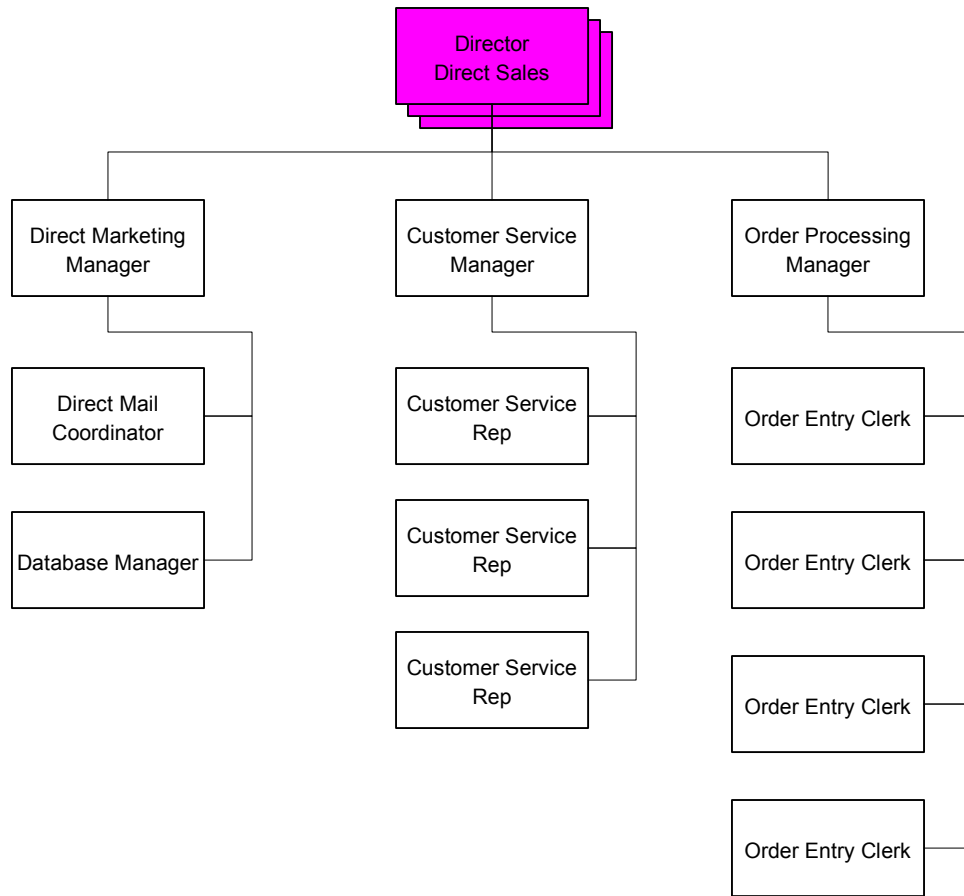 Director
Direct Sales
Direct Marketing
Manager
Customer Service
Manager
Order Processing
Manager
Direct Mail
Coordinator
Customer Service
Rep
Order Entry Clerk
Database Manager
Customer Service
Rep
Order Entry Clerk
Customer Service
Rep
Order Entry Clerk
Order Entry Clerk